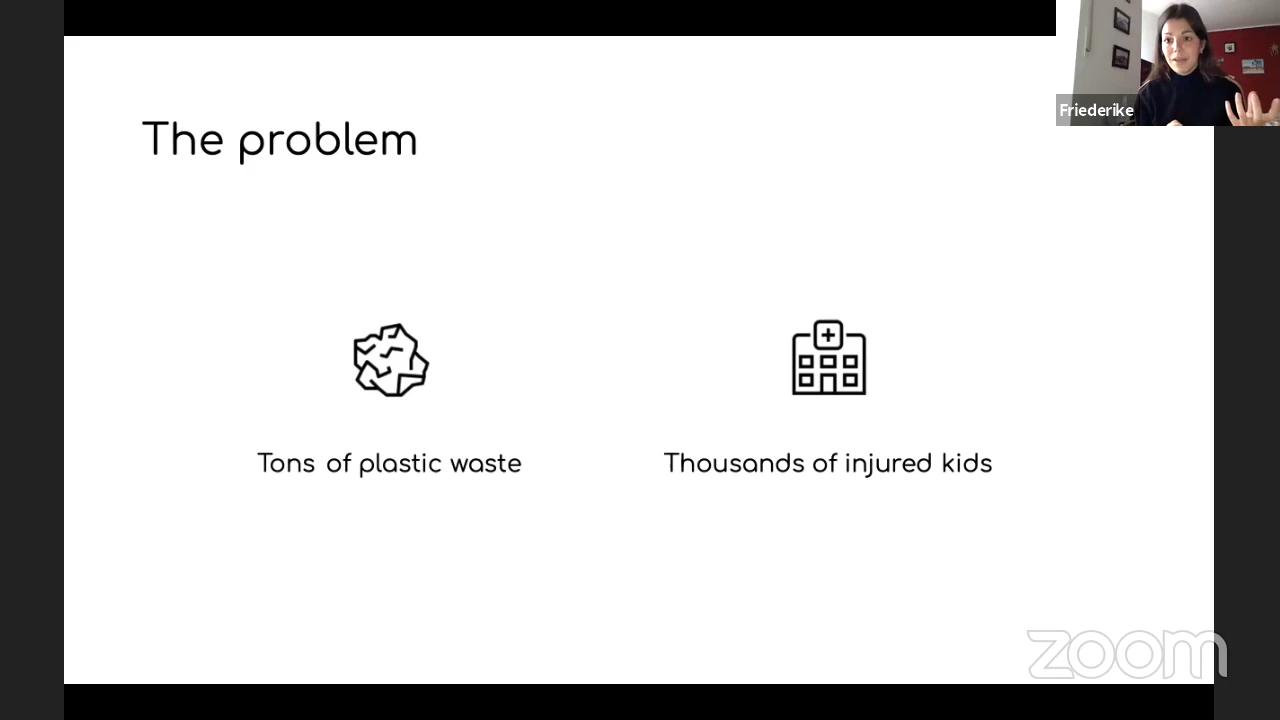 Friederike
The problem
Tons of plastic waste
Thousands of injured kids
zoom